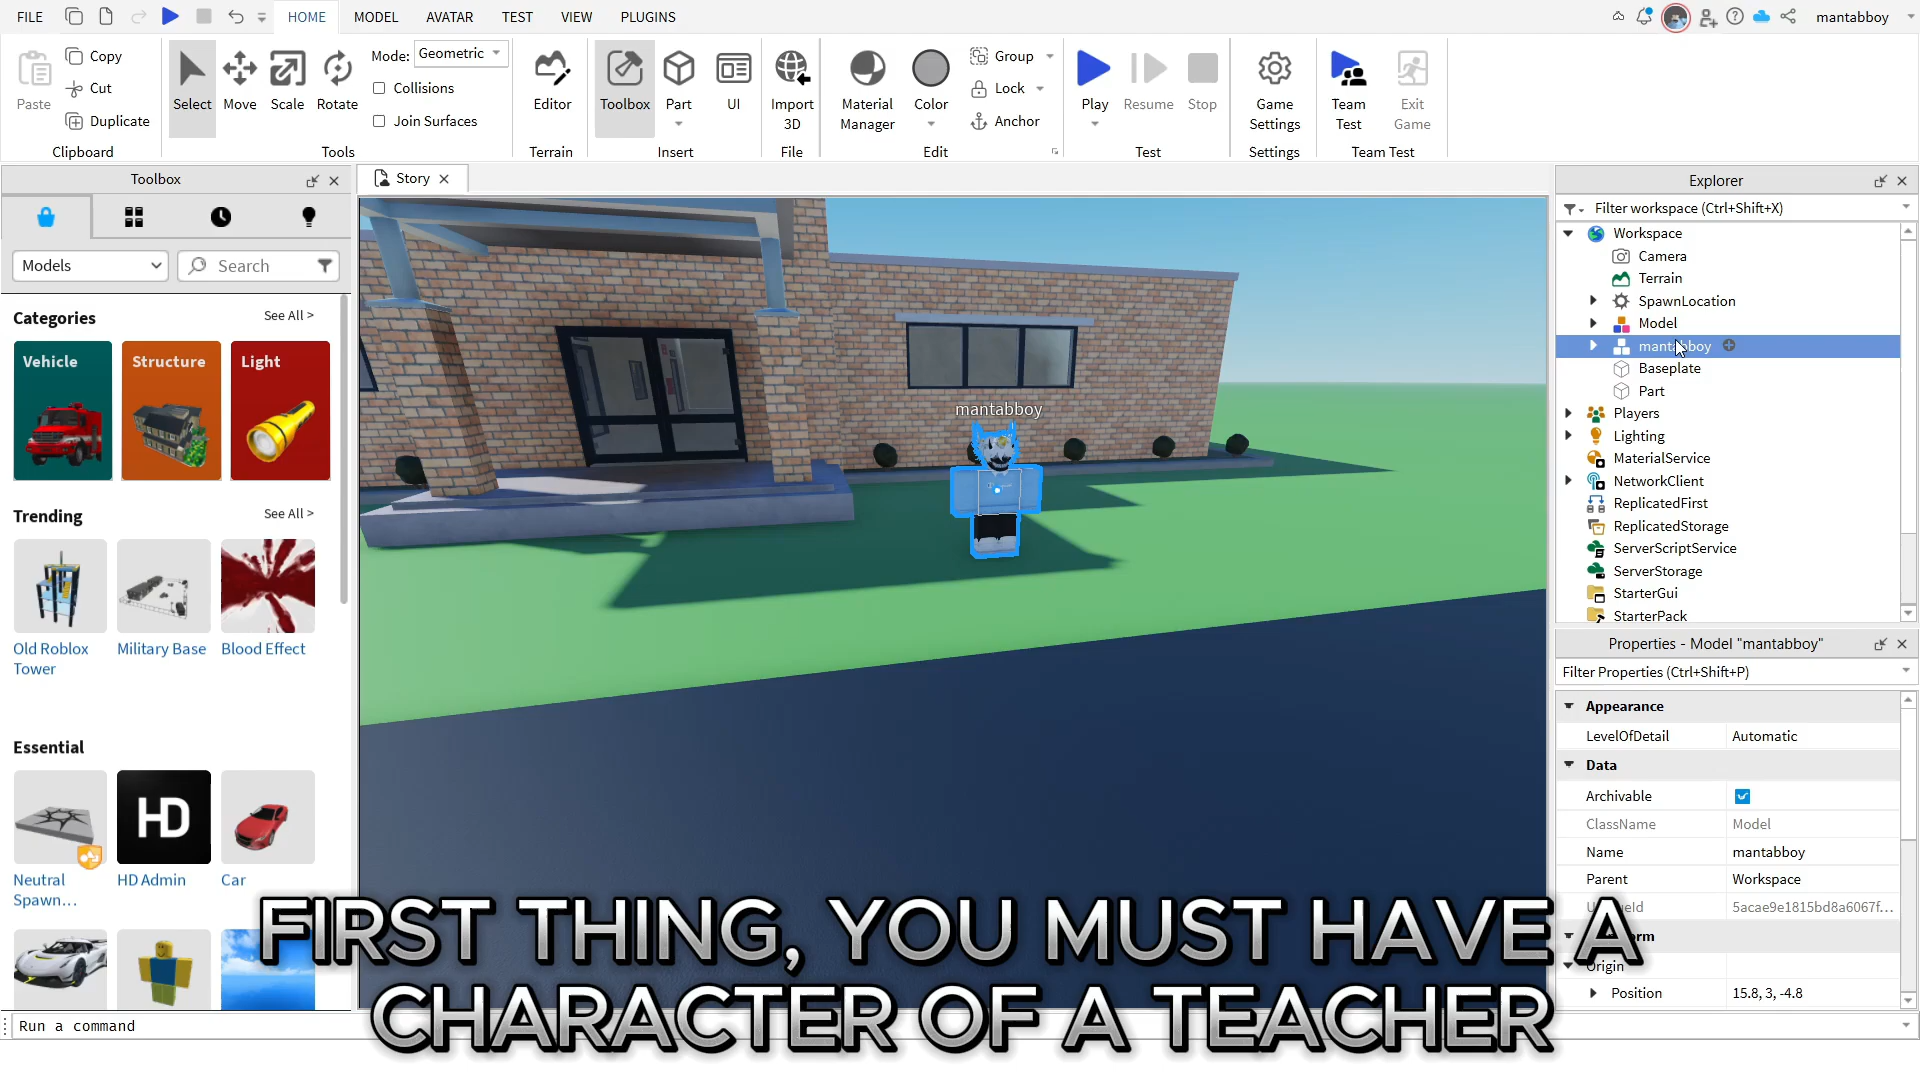 FILE
HOME
MODEL
AVATAR
TEST
VIEW
PLUGINS
mantabboy
Paste
Copy
Cut
Duplicate
Clipboard
Select
Move
Scale
Rotate
Mode:
Geometric
Collisions
Join Surfaces
Tools
Editor
Terrain
Toolbox
Part
UI
Insert
Import
3D
File
Material
Manager
Color
Group
Lock
Anchor
Edit
Play
Resume
Stop
Test
Game
Settings
Settings
Team
Test
Exit
Game
Team Test
Toolbox
Models
Search
Categories
See All >
Vehicle
Structure
Light
Trending
See All >
Old Roblox
Tower
Military Base
Blood Effect
Essential
HD
Neutral
Spawn...
HD Admin
Car
Story
mantabboy
Explorer
Filter workspace (Ctrl+Shift+X)
Workspace
Camera
Terrain
SpawnLocation
Model
mantabboy
Baseplate
Part
Players
Lighting
MaterialService
NetworkClient
ReplicatedFirst
ReplicatedStorage
ServerScriptService
ServerStorage
StarterGui
StarterPack
Properties - Model "mantabboy"
Filter Properties (Ctrl+Shift+P)
Appearance
LevelOfDetail
Automatic
Data
Archivable
ClassName
Model
Name
mantabboy
Parent
Workspace
5acae9e1815bd8a6067f...
Origin
Position
15.8, 3, -4.8
FIRST THING, YOU MUST HAVE A
CHARACTER OF A TEACHER
Run a command